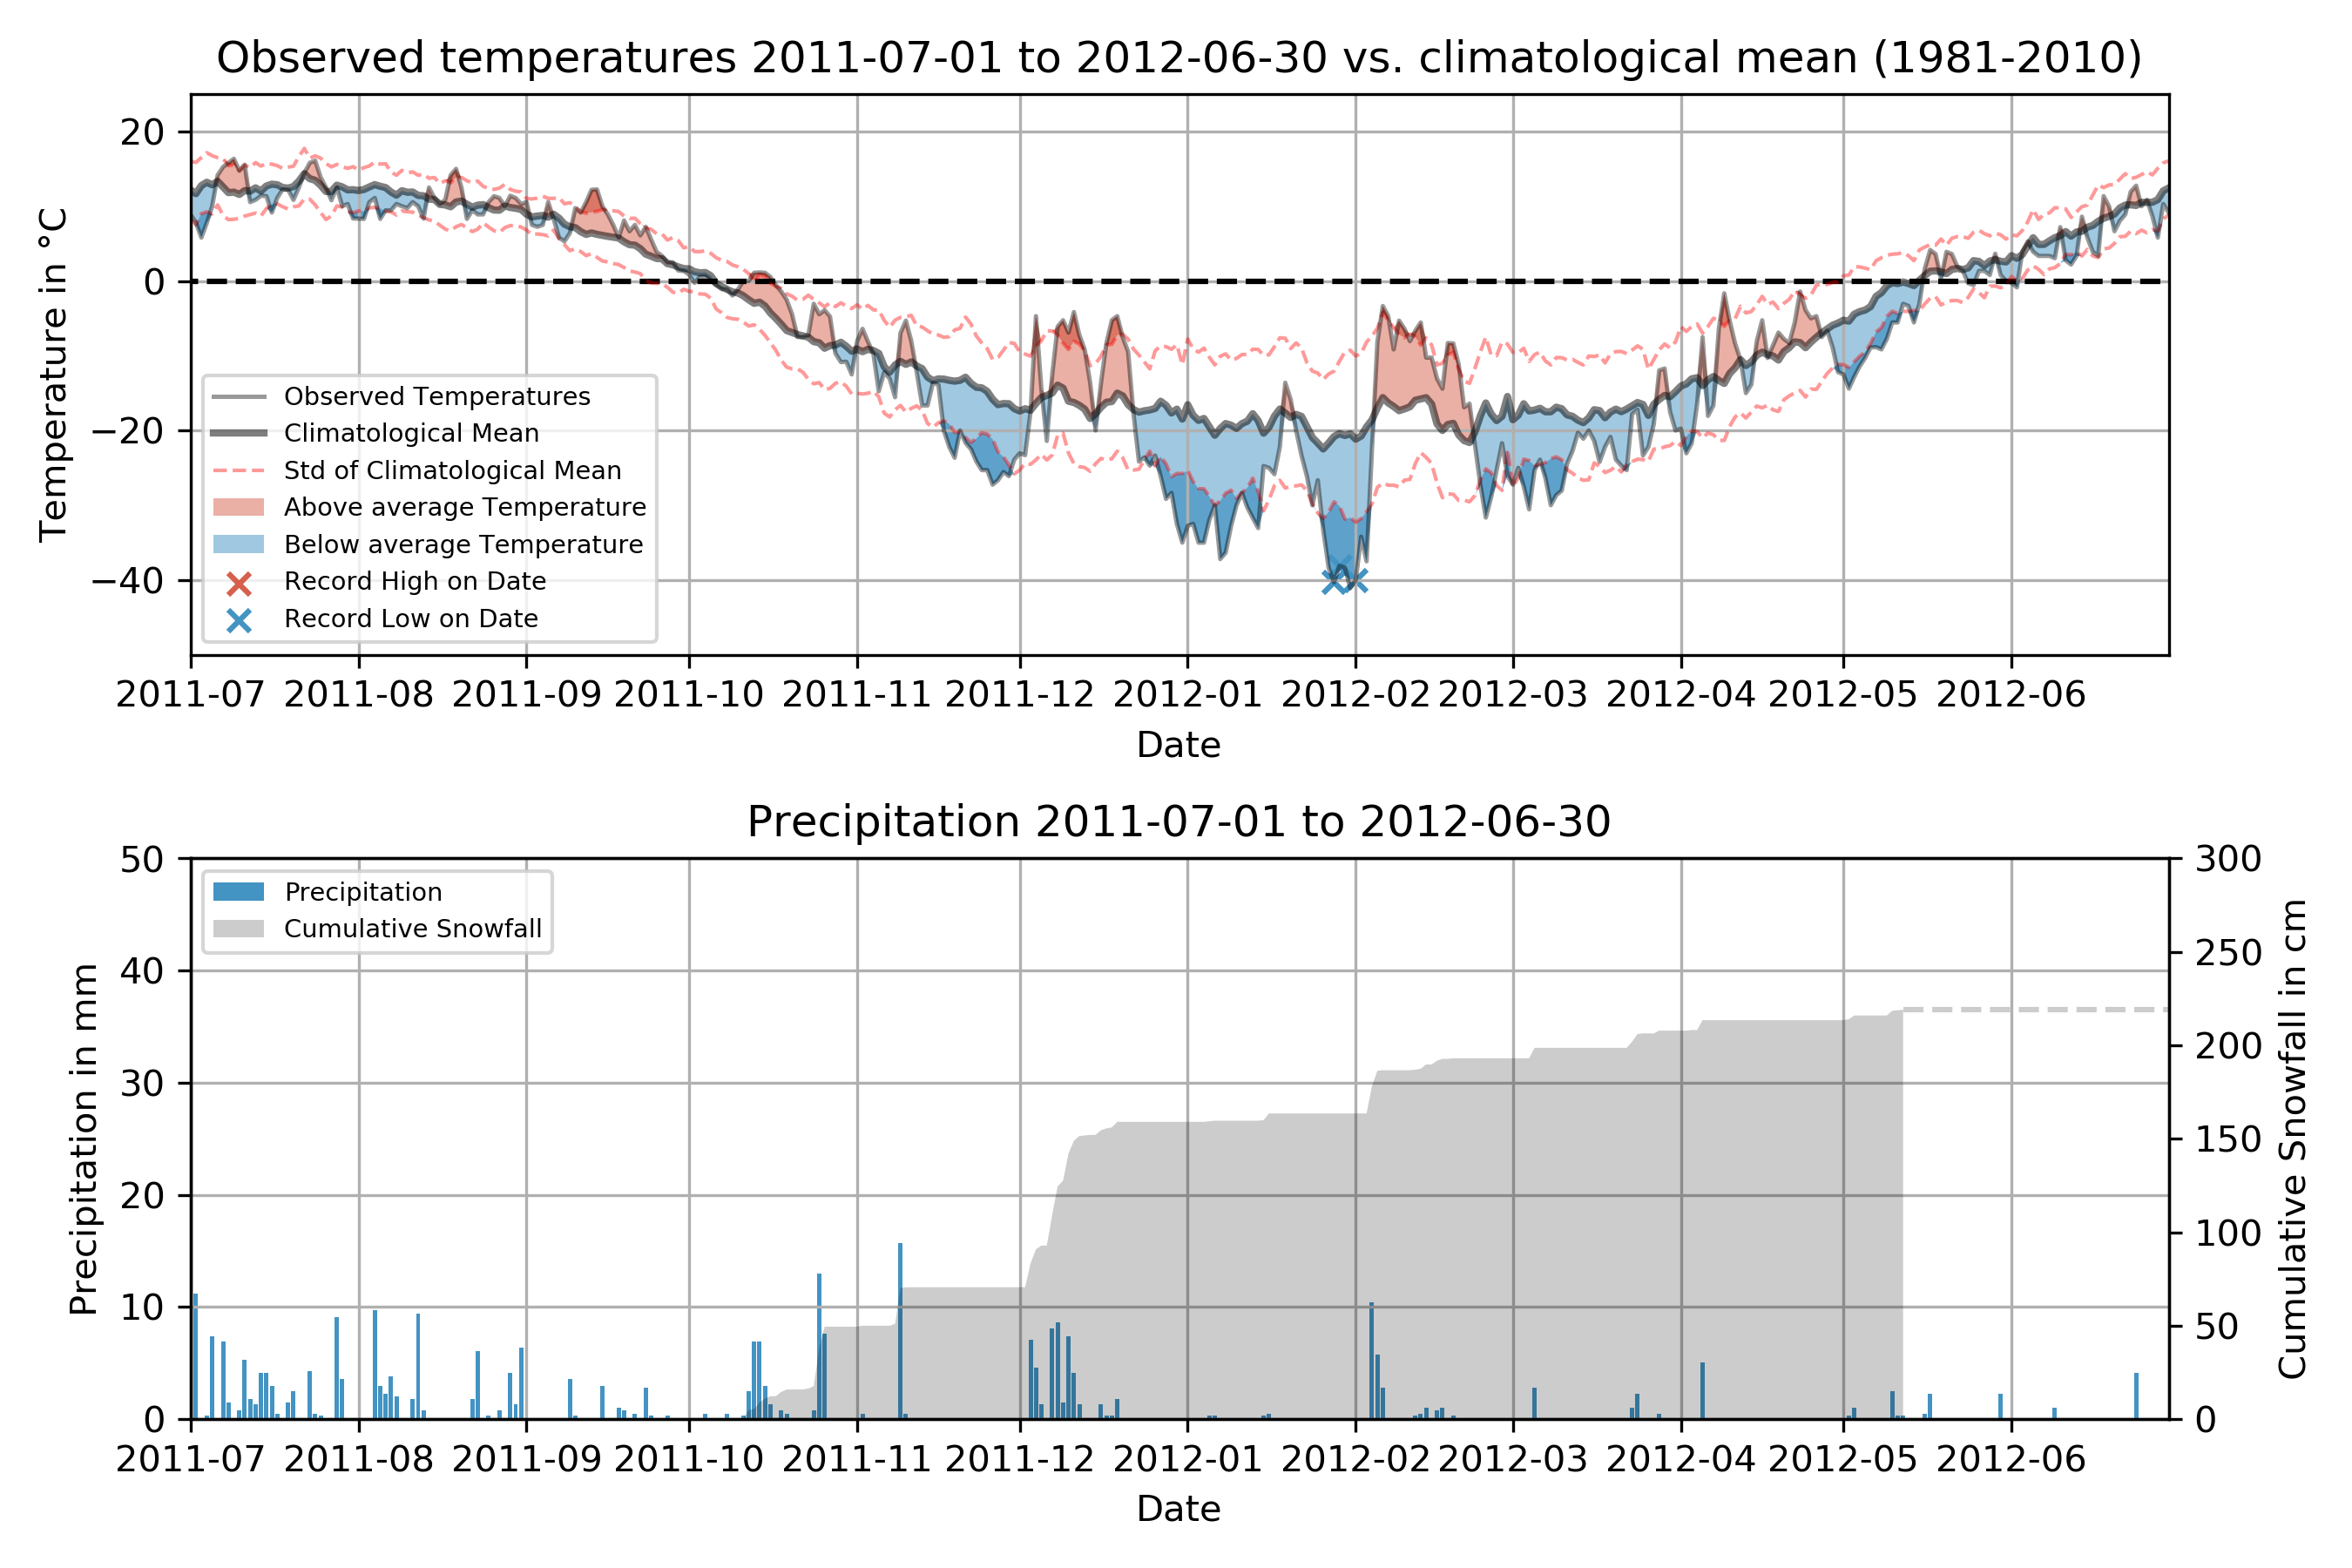 Observed temperatures 2011-07-01 to 2012-06-30 vs. climatological mean (1981-2010)
Temperature in °C
20
0
−20
−40
Observed Temperatures
Climatological Mean
Std of Climatological Mean
Above average Temperature
Below average Temperature
Record High on Date
Record Low on Date
2011-07 2011-08 2011-09 2011-10 2011-11 2011-12 2012-01 2012-02 2012-03 2012-04 2012-05 2012-06
Date
Precipitation 2011-07-01 to 2012-06-30
Precipitation in mm
50
40
30
20
10
0
Precipitation
Cumulative Snowfall
300
250
200
150
100
50
0
Cumulative Snowfall in cm
2011-07 2011-08 2011-09 2011-10 2011-11 2011-12 2012-01 2012-02 2012-03 2012-04 2012-05 2012-06
Date